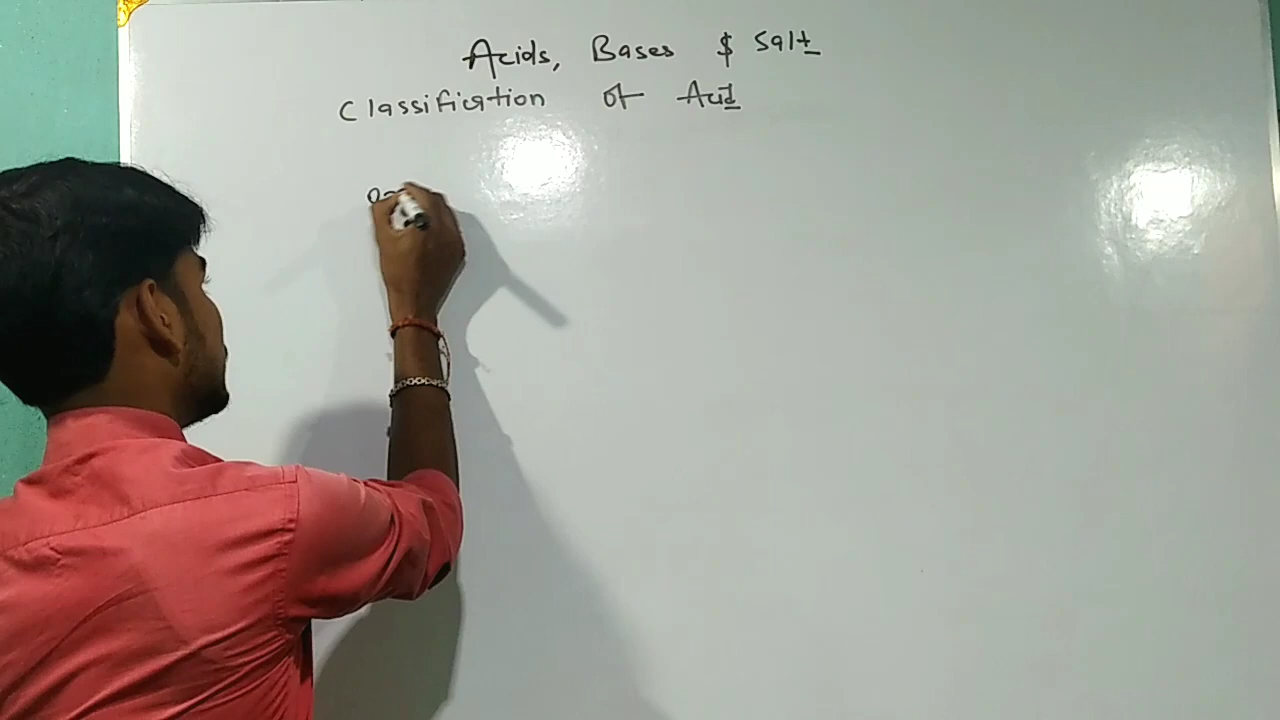 Acids, Bases $ Salt
Classification of Acid